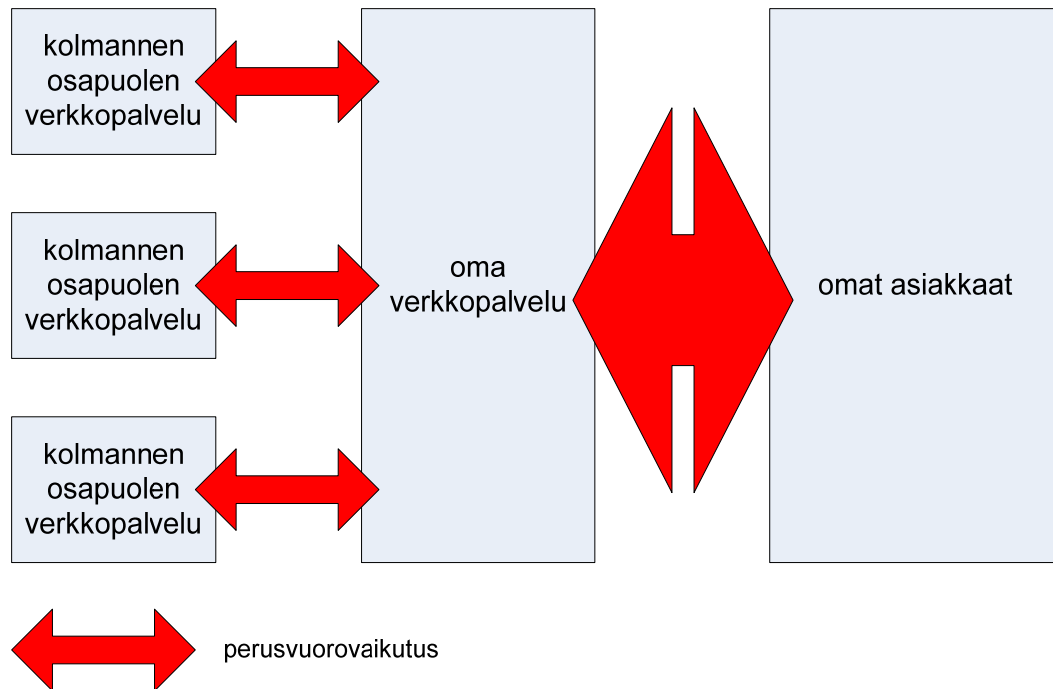 kolmannen
osapuolen
verkkopalvelu
kolmannen
osapuolen
verkkopalvelu
kolmannen
osapuolen
verkkopalvelu
oma
verkkopalvelu
omat asiakkaat
perusvuorovaikutus